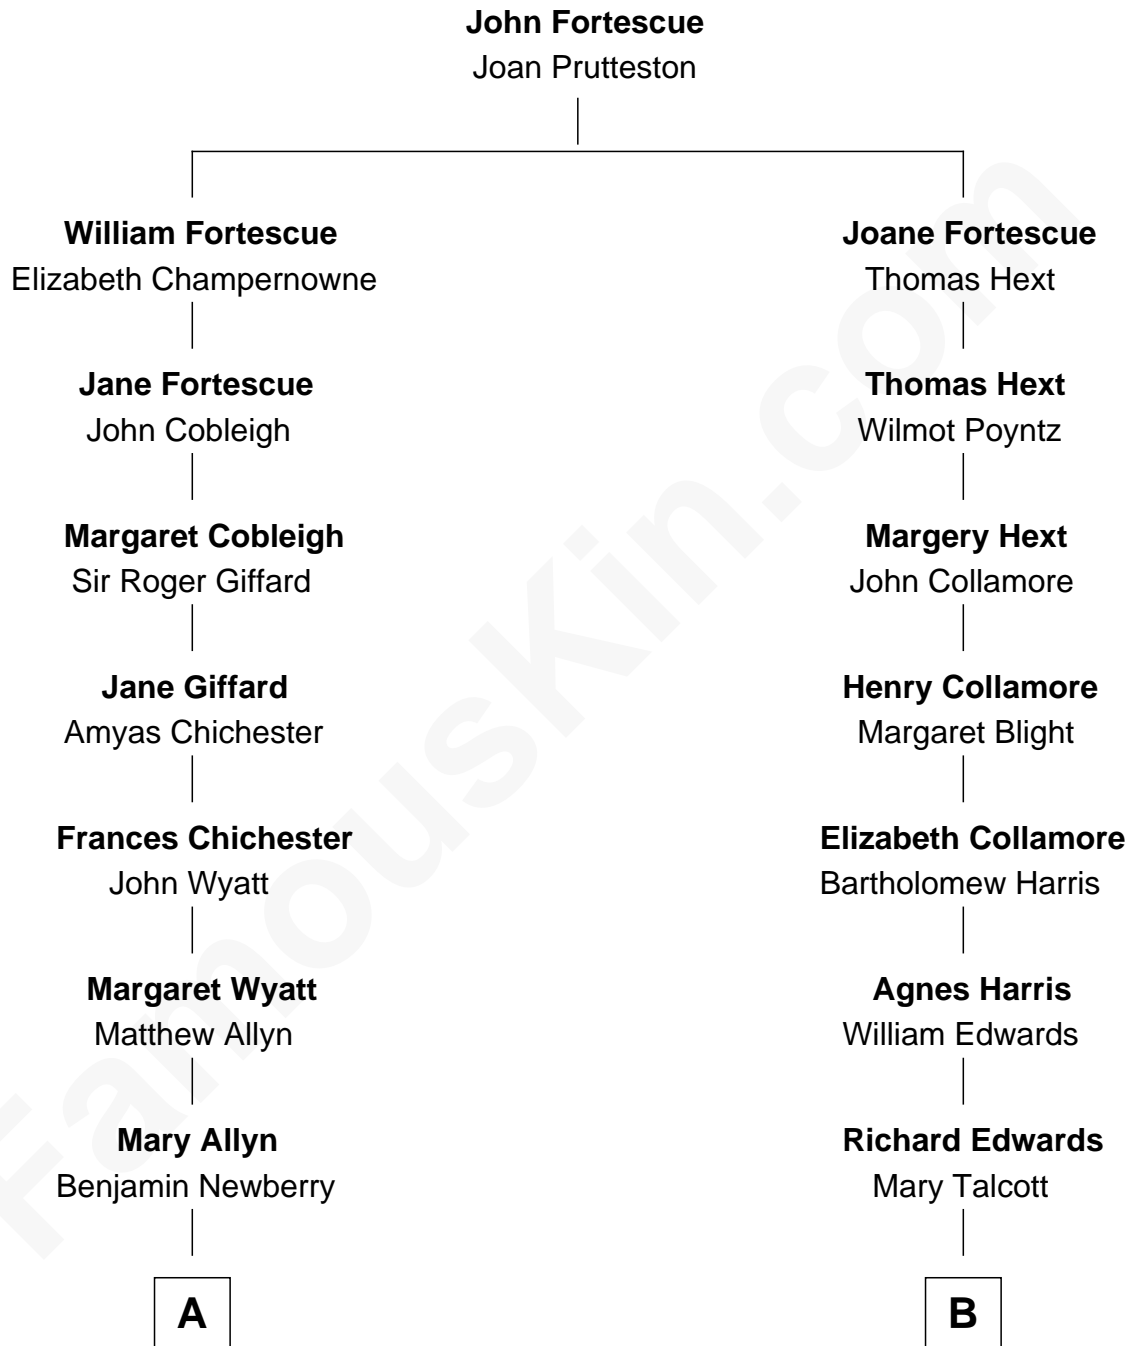 John Fortescue
Joan Prutteston
William Fortescue
Elizabeth Champernowne
Joane Fortescue
Thomas Hext
Jane Fortescue
John Cobleigh
Thomas Hext
Wilmot Poyntz
Margaret Cobleigh
Sir Roger Giffard
Margery Hext
John Collamore
Jane Giffard
Amyas Chichester
Henry Collamore
Margaret Blight
Frances Chichester
John Wyatt
Elizabeth Collamore
Bartholomew Harris
Margaret Wyatt
Matthew Allyn
Agnes Harris
William Edwards
Mary Allyn
Benjamin Newberry
Richard Edwards
Mary Talcott
A
B
FamousKin.com